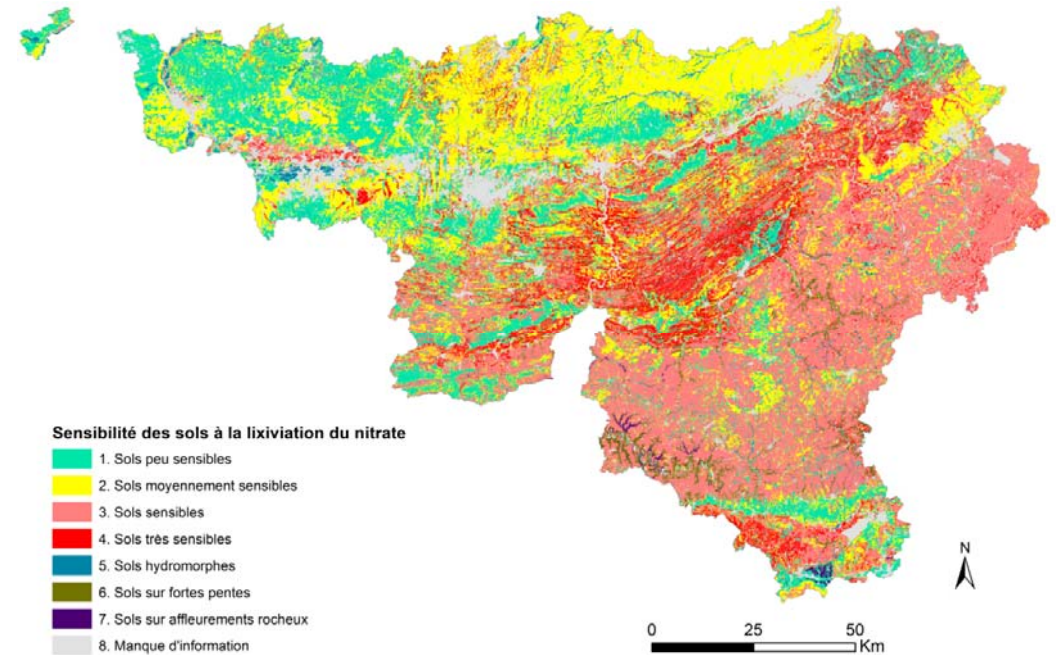 Sensibilité des sols à la lixiviation du nitrate
1. Sols peu sensibles
2. Sols moyennement sensibles
3. Sols sensibles
4. Sols très sensibles
5. Sols hydromorphes
6. Sols sur fortes pentes
7. Sols sur affleurements rocheux
8. Manque d'information
N
0 25 50
Km